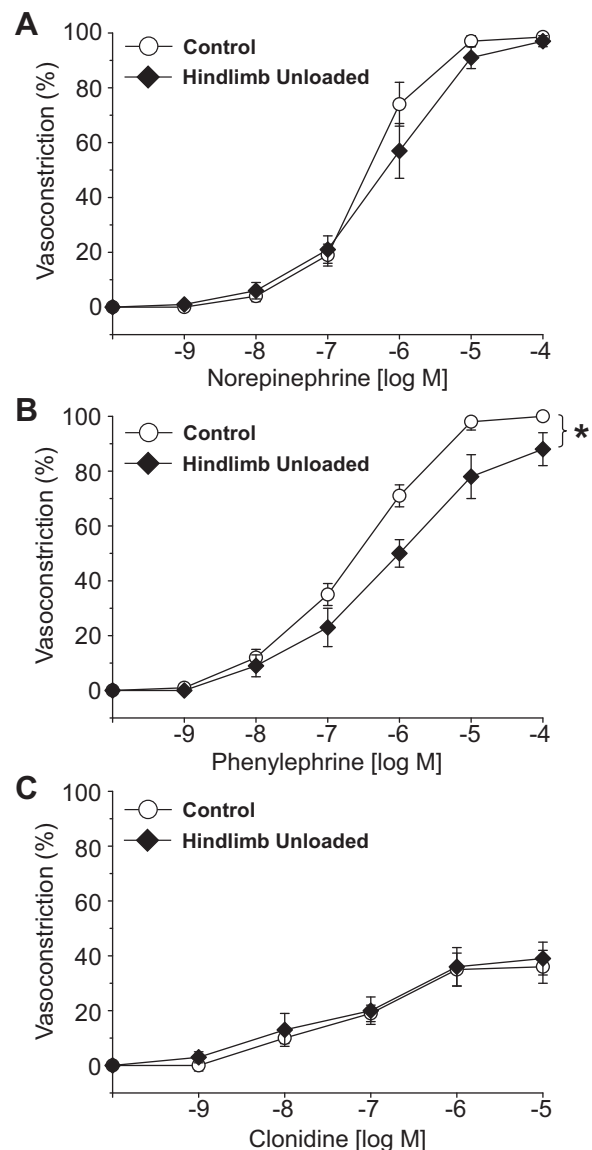 A
Control
Hindlimb Unloaded
Vasoconstriction (%)
100
80
60
40
20
0
-9 -8 -7 -6 -5 -4
Norepinephrine [log M]
B
Control
Hindlimb Unloaded
Vasoconstriction (%)
100
80
60
40
20
0
*
-9 -8 -7 -6 -5 -4
Phenylephrine [log M]
C
Control
Hindlimb Unloaded
Vasoconstriction (%)
100
80
60
40
20
0
-9 -8 -7 -6 -5
Clonidine [log M]